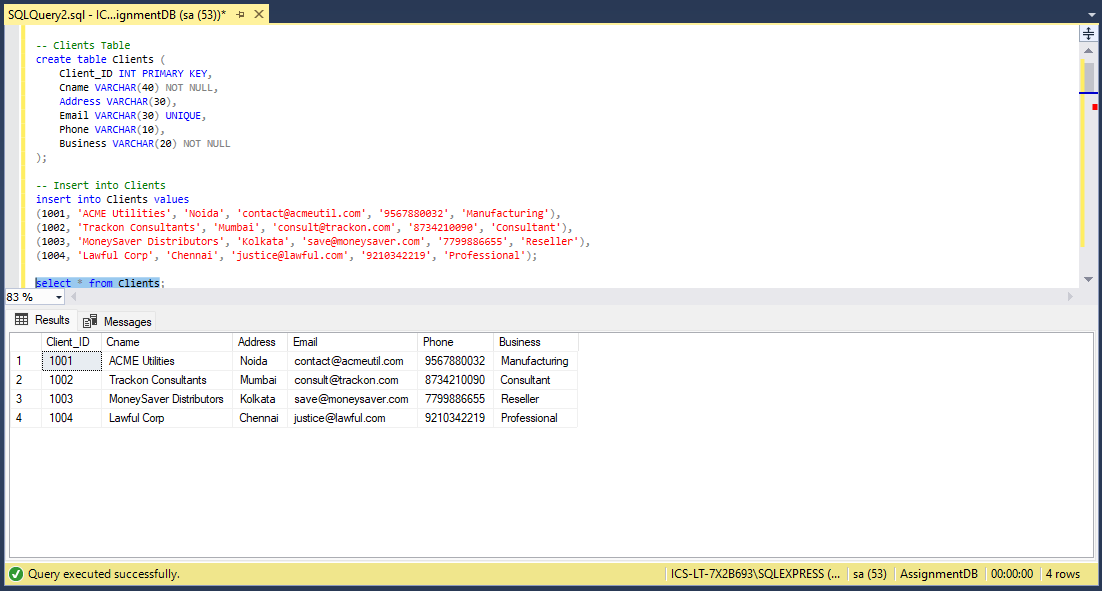 SQLQuery2.sql - IC...ignmentDB (sa (53))*
-- Clients Table
create table Clients (
    Client_ID INT PRIMARY KEY,
    Cname VARCHAR(40) NOT NULL,
    Address VARCHAR(30),
    Email VARCHAR(30) UNIQUE,
    Phone VARCHAR(10),
    Business VARCHAR(20) NOT NULL
);
-- Insert into Clients
insert into Clients values
(1001, 'ACME Utilities', 'Noida', 'contact@acmeutil.com', '9567880032', 'Manufacturing'),
(1002, 'Trackon Consultants', 'Mumbai', 'consult@trackon.com', '8734210090', 'Consultant'),
(1003, 'MoneySaver Distributors', 'Kolkata', 'save@moneysaver.com', '7799886655', 'Reseller'),
(1004, 'Lawful Corp', 'Chennai', 'justice@lawful.com', '9210342219', 'Professional');
select * from Clients;
83 %
Results Messages
Client_ID Cname Address Email Phone Business
1 1001 ACME Utilities Noida contact@acmeutil.com 9567880032 Manufacturing
2 1002 Trackon Consultants Mumbai consult@trackon.com 8734210090 Consultant
3 1003 MoneySaver Distributors Kolkata save@moneysaver.com 7799886655 Reseller
4 1004 Lawful Corp Chennai justice@lawful.com 9210342219 Professional
Query executed successfully. ICS-LT-7X2B693\SQLEXPRESS (... sa (53) AssignmentDB 00:00:00 4 rows